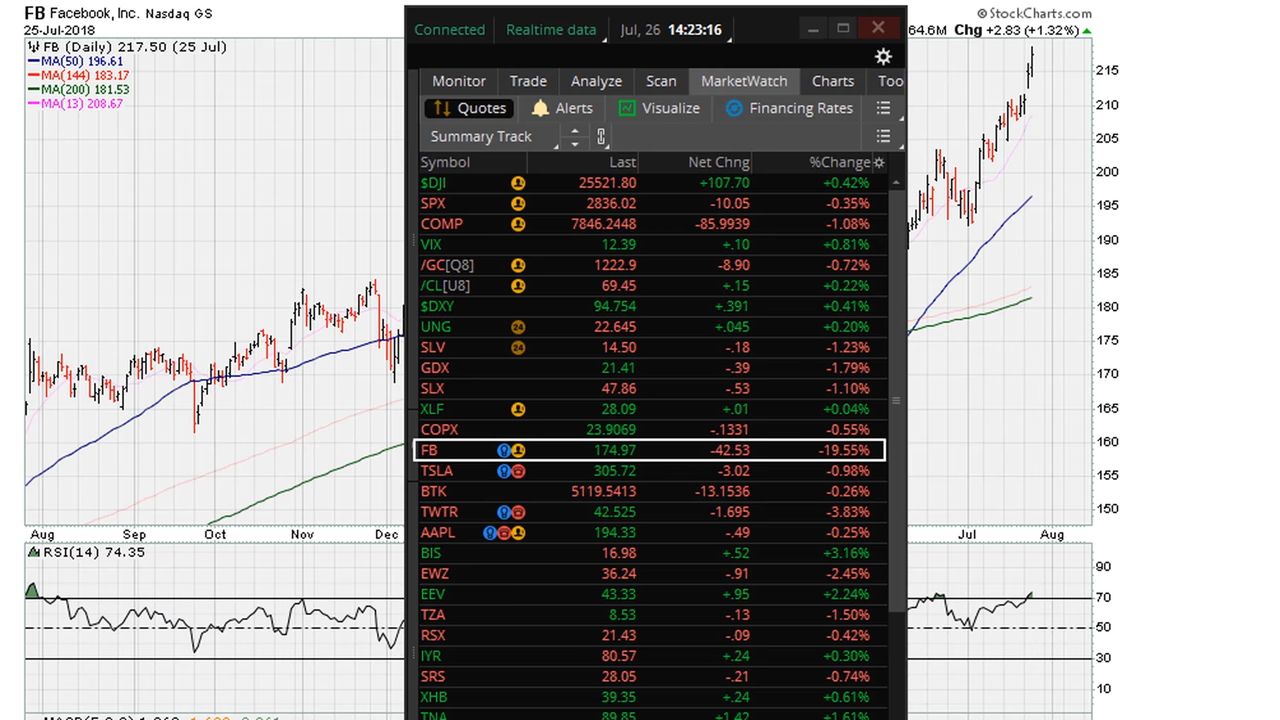 FB Facebook, Inc. Nasdaq GS
© StockCharts.com
25-Jul-2018
64.6M Chg +2.83 (+1.32%)
FB (Daily) 217.50 (25 Jul)
MA(50) 196.61
MA(144) 183.17
MA(200) 181.53
MA(13) 208.67
Connected Realtime data Jul, 26 14:23:16
Monitor Trade Analyze Scan MarketWatch Charts Too
Quotes Alerts Visualize Financing Rates
Summary Track
Symbol Last Net Chng %Change
$DJI 25521.80 +107.70 +0.42%
SPX 2836.02 -10.05 -0.35%
COMP 7846.2448 -85.9939 -1.08%
VIX 12.39 +.10 +0.81%
/GC[Q8] 1222.9 -8.90 -0.72%
/CL[U8] 69.45 +.15 +0.22%
$DXY 94.754 +.391 +0.41%
UNG 24 22.645 +.045 +0.20%
SLV 24 14.50 -.18 -1.23%
GDX 21.41 -.39 -1.79%
SLX 47.86 -.53 -1.10%
XLF 28.09 +.01 +0.04%
COPX 23.9069 -.1331 -0.55%
FB 174.97 -42.53 -19.55%
TSLA 305.72 -3.02 -0.98%
BTK 5119.5413 -13.1536 -0.26%
TWTR 42.525 -1.695 -3.83%
AAPL 194.33 -.49 -0.25%
BIS 16.98 +.52 +3.16%
EWZ 36.24 -.91 -2.45%
EEV 43.33 +.95 +2.24%
TZA 8.53 -.13 -1.50%
RSX 21.43 -.09 -0.42%
IYR 80.57 +.24 +0.30%
SRS 28.05 -.21 -0.74%
XHB 39.35 +.24 +0.61%
TNA 89.85 +1.42 +1.61%
215
210
205
200
195
190
185
180
175
170
165
160
155
150
Aug Sep Oct Nov Dec Jul Aug
RSI(14) 74.35
90
70
50
30
10